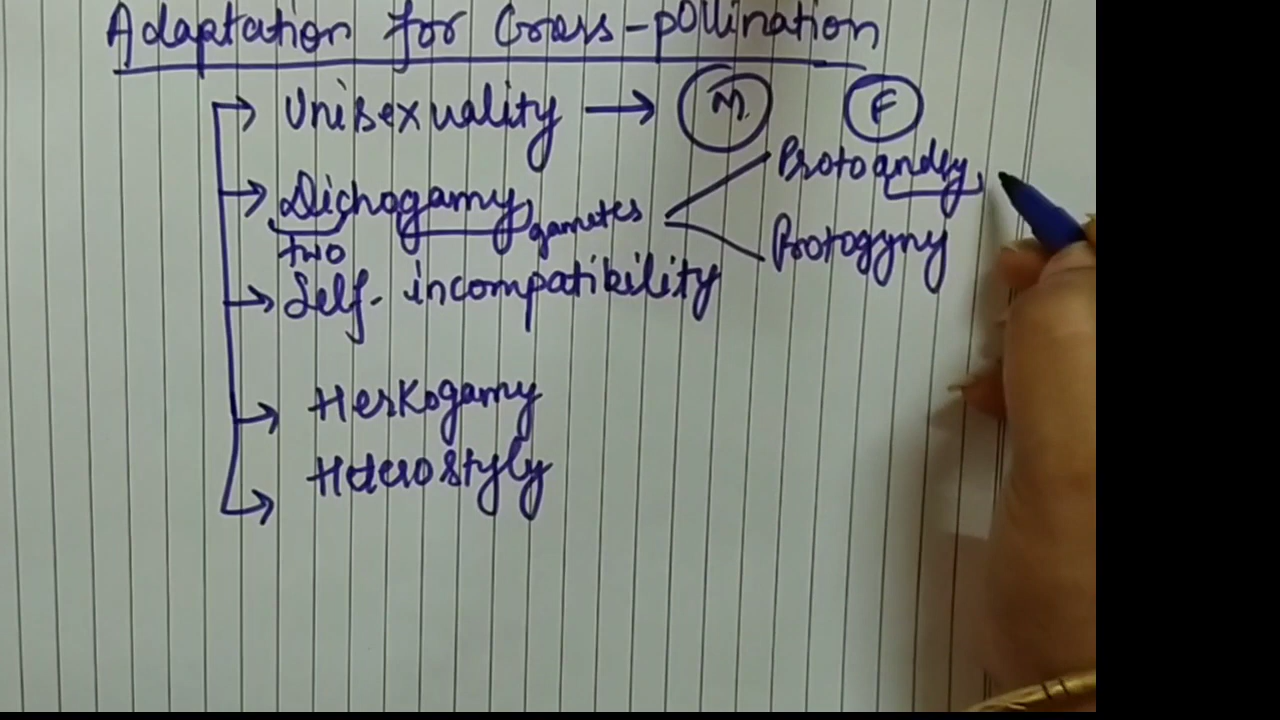 Adaptation for Cross-pollination
Unisexuality → M F
Dichogamy gametes Protoandry
two Protogyny
Self-incompatibility
Herkogamy
Heterostyly